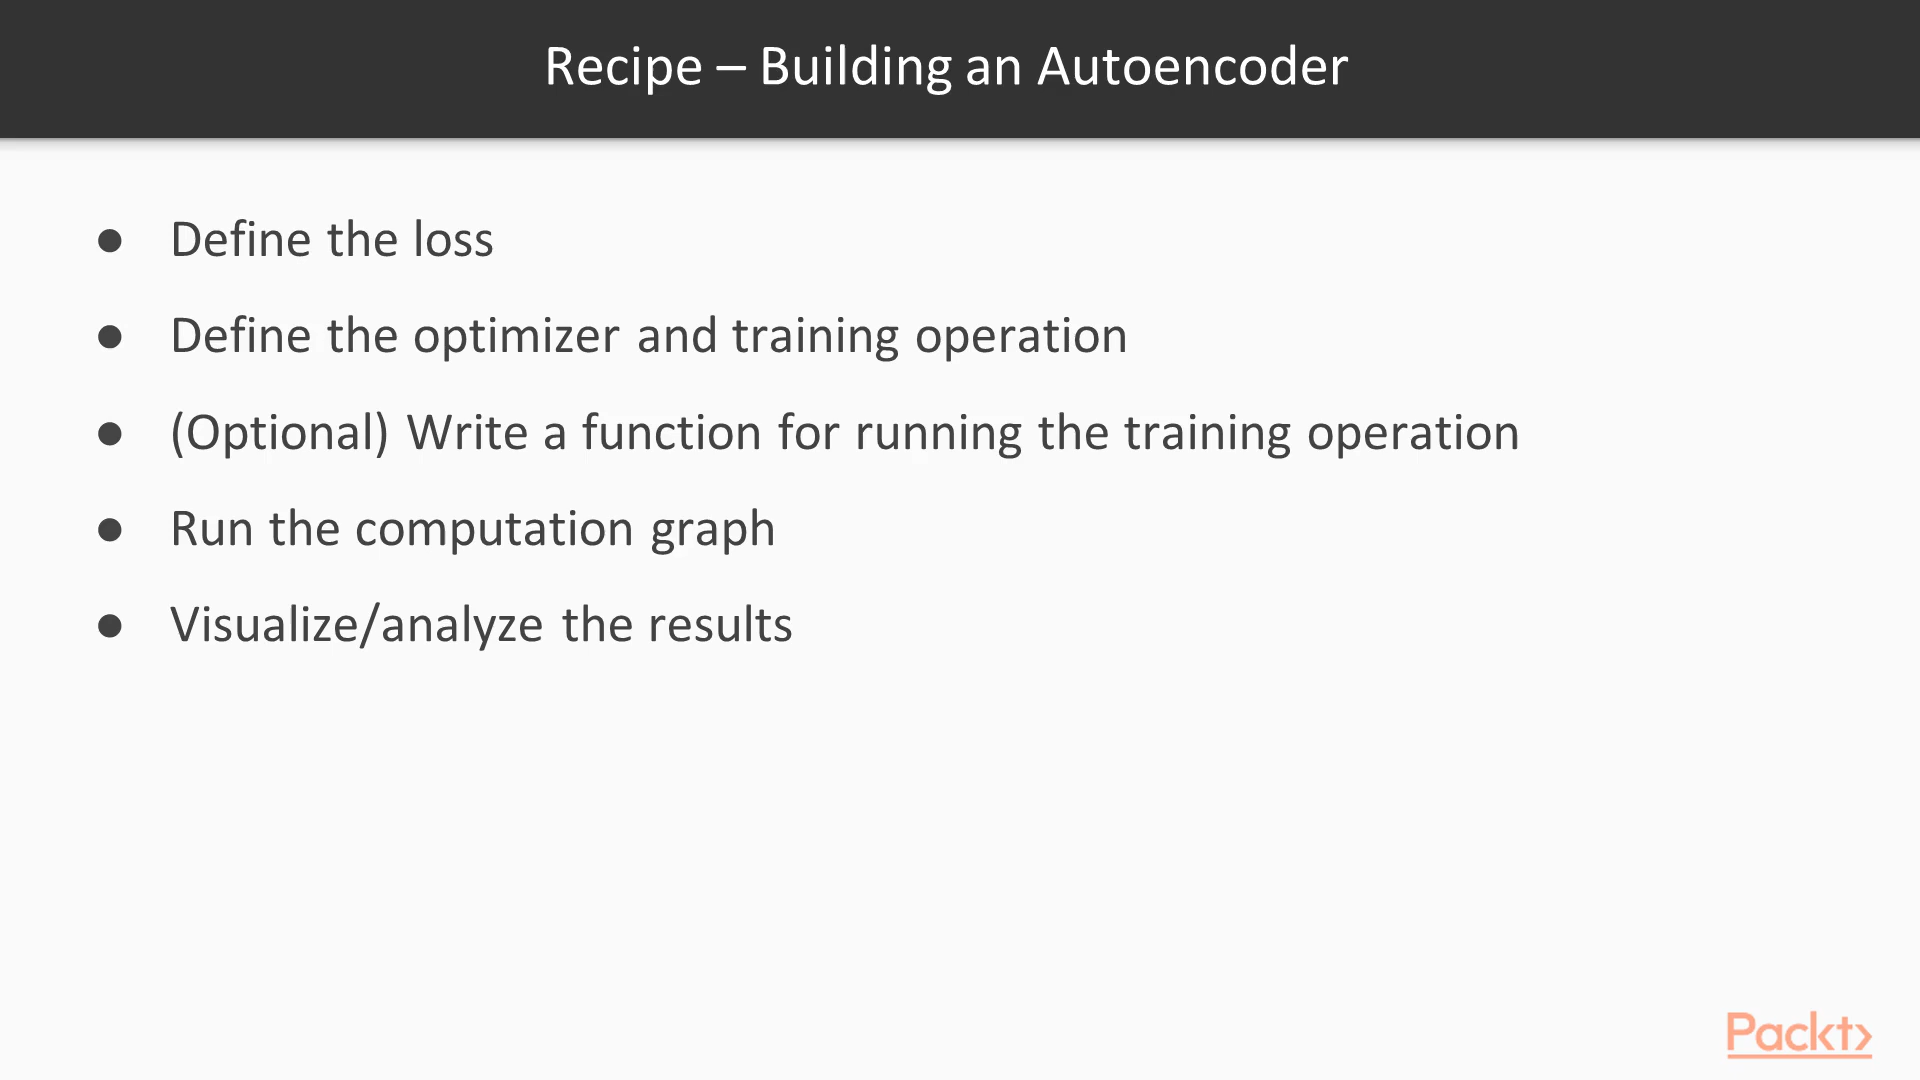 Recipe – Building an Autoencoder
● Define the loss
● Define the optimizer and training operation
● (Optional) Write a function for running the training operation
● Run the computation graph
● Visualize/analyze the results
Packt>